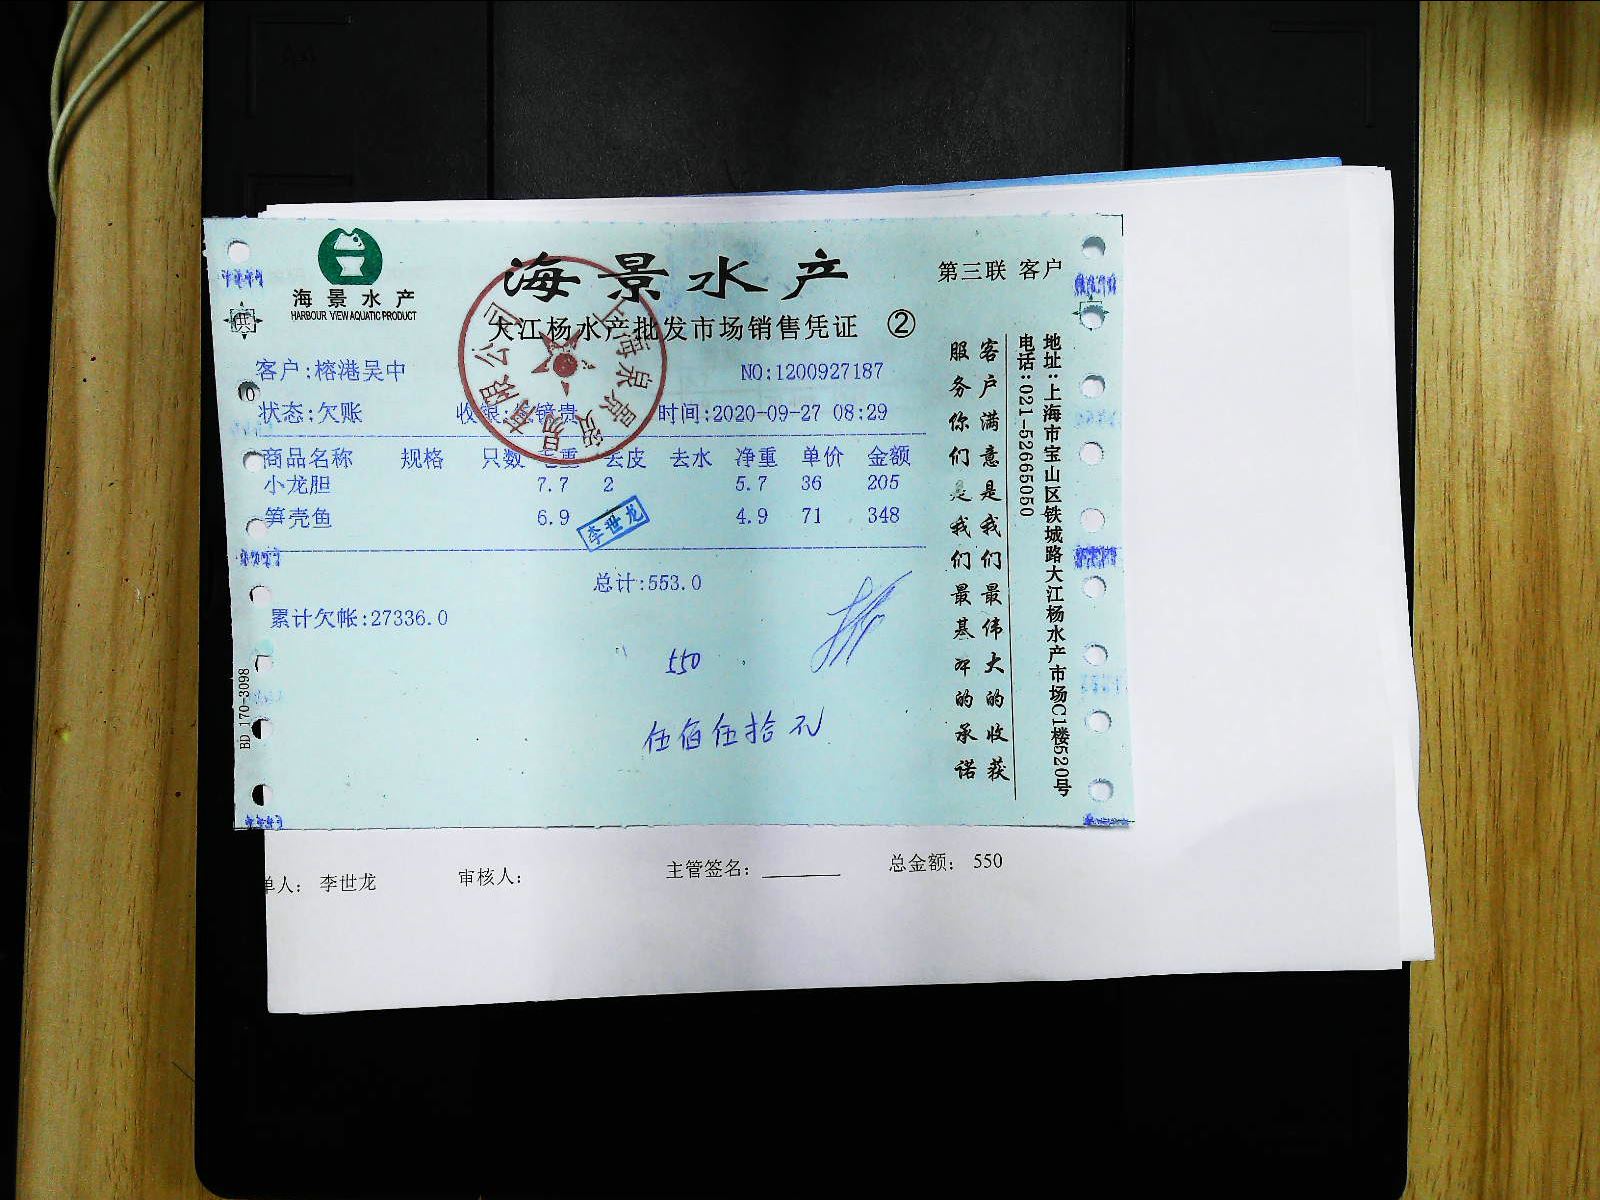 海景水产
HARBOUR VIEW AQUATIC PRODUCT
海景水产
第三联 客户
大江杨水产批发市场销售凭证 ②
客户:榕港吴中 NO:1200927187
状态:欠账 收银: 镜贵 时间:2020-09-27 08:29
商品名称 规格 只数 毛重 去皮 去水 净重 单价 金额
小龙胆 7.7 2 5.7 36 205
笋壳鱼 6.9 4.9 71 348
李世龙
总计:553.0
累计欠帐:27336.0
550
伍佰伍拾元
BD 170-3098
客户满意是我们最伟大的收获
服务你们是我们最基本的承诺
地址:上海市宝山区铁城路大江杨水产市场C1楼520号
电话:021-52665050
单人: 李世龙 审核人: 主管签名: 总金额: 550